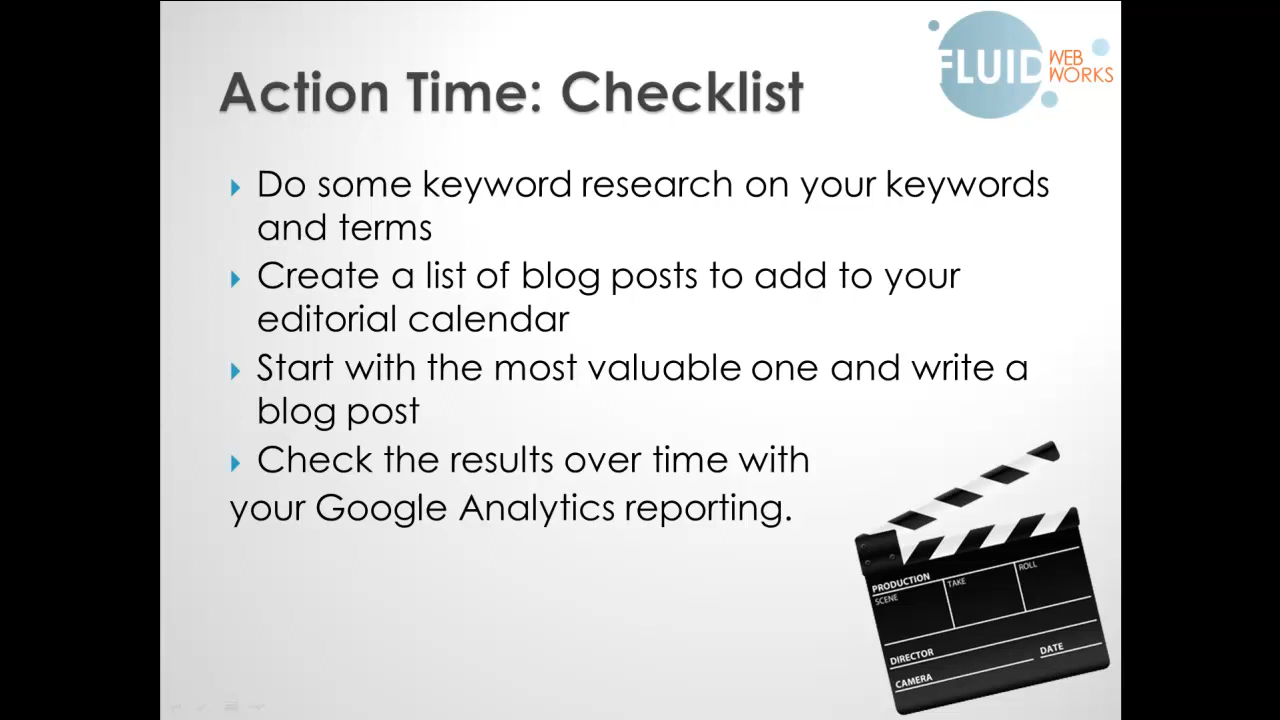 FLUID WEB
WORKS
Action Time: Checklist
Do some keyword research on your keywords
and terms
Create a list of blog posts to add to your
editorial calendar
Start with the most valuable one and write a
blog post
Check the results over time with
your Google Analytics reporting.
PRODUCTION
SCENE
TAKE
ROLL
DIRECTOR
DATE
CAMERA